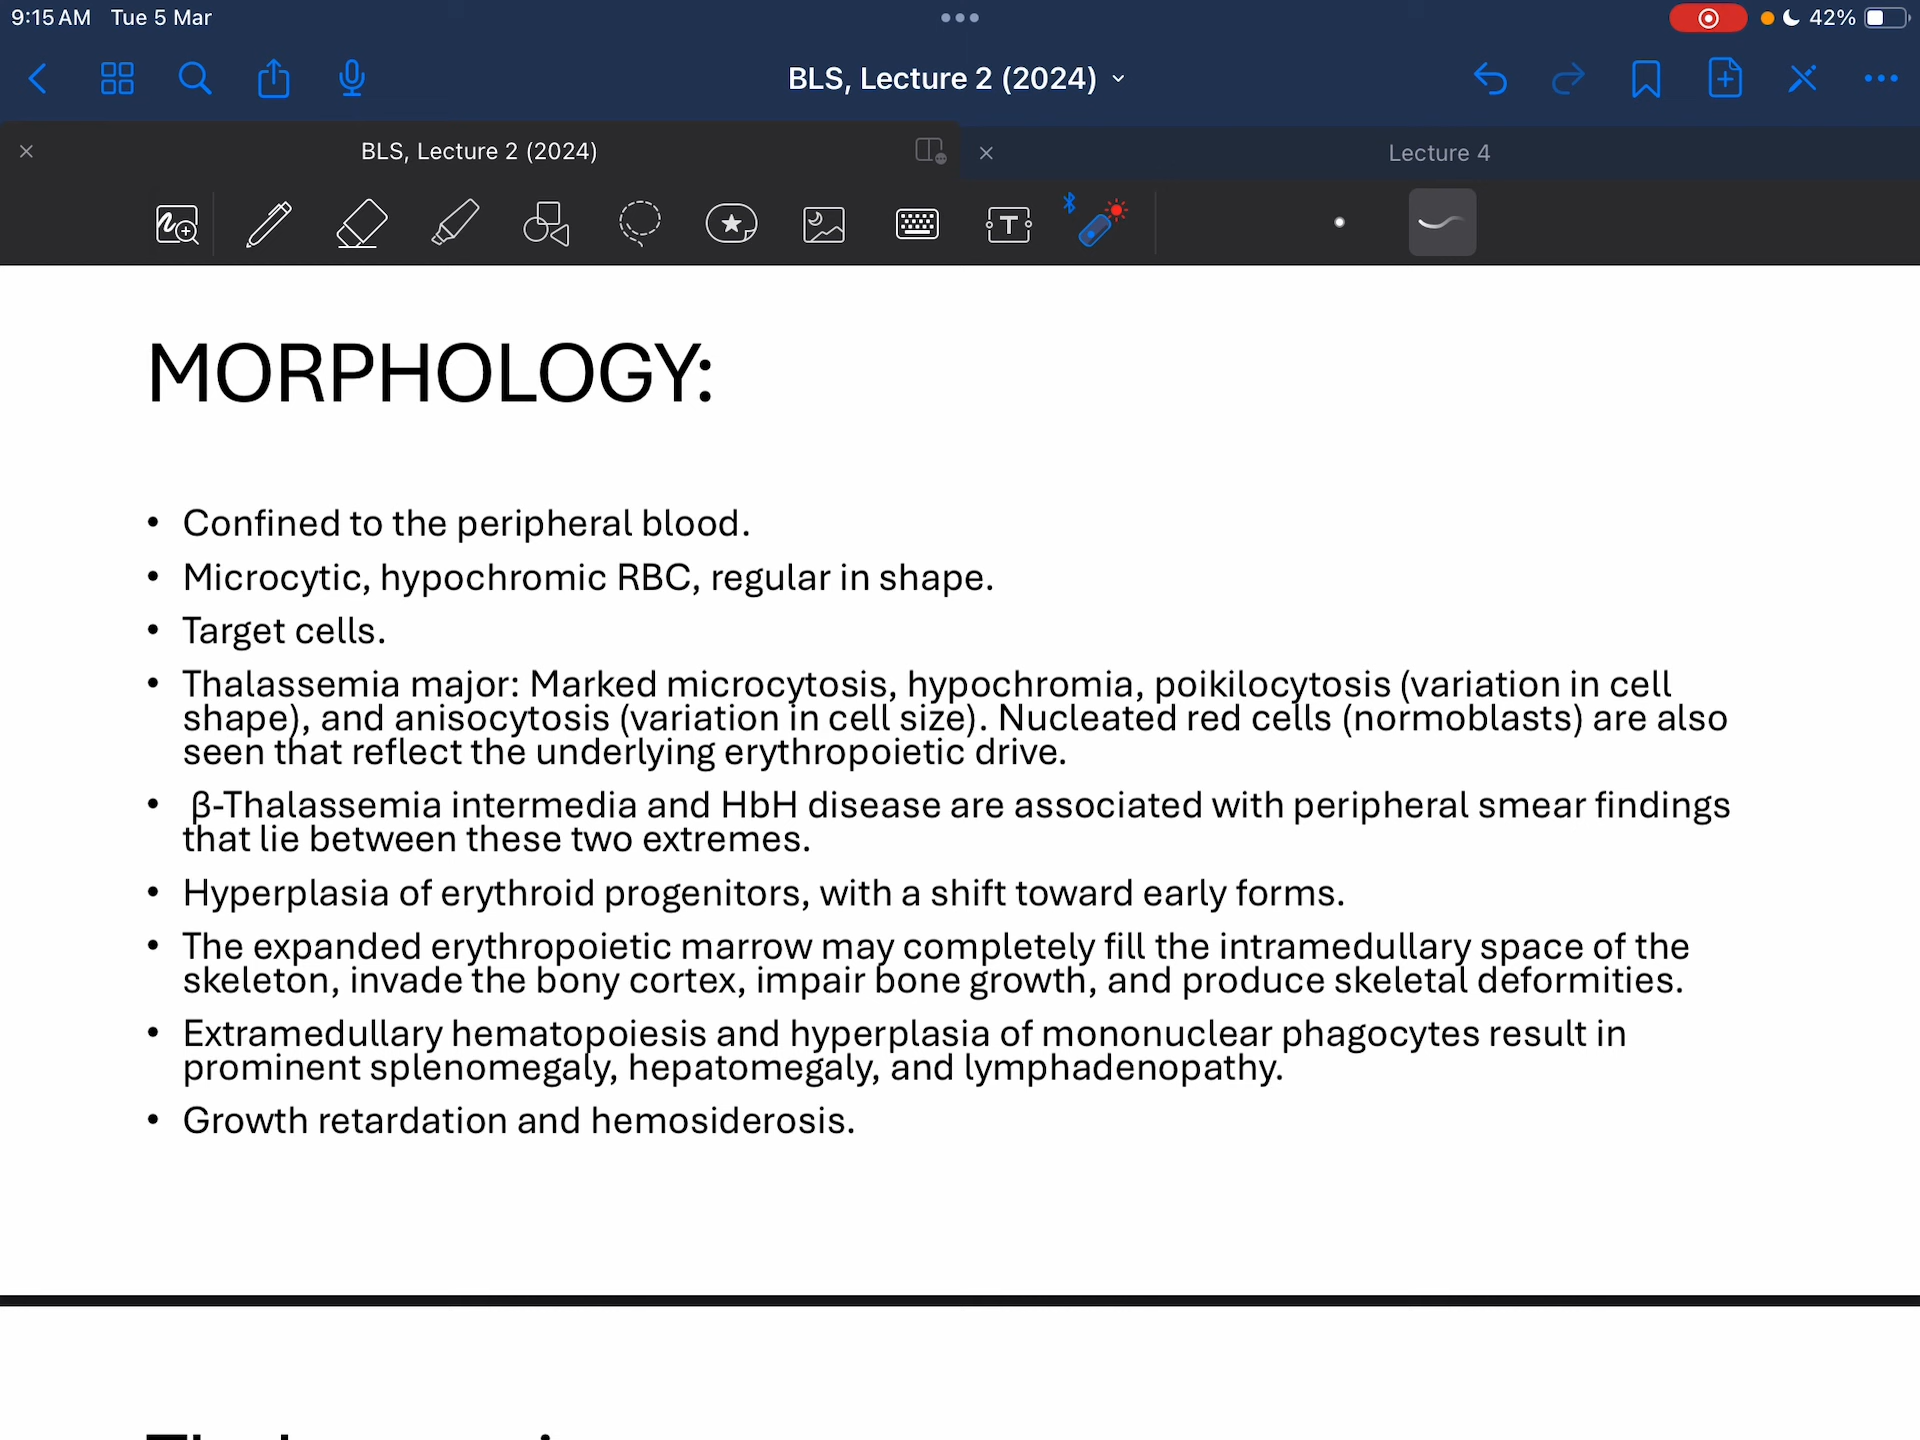 9:15 AM Tue 5 Mar
42%
BLS, Lecture 2 (2024)
BLS, Lecture 2 (2024)
Lecture 4
T
MORPHOLOGY:
• Confined to the peripheral blood.
• Microcytic, hypochromic RBC, regular in shape.
• Target cells.
• Thalassemia major: Marked microcytosis, hypochromia, poikilocytosis (variation in cell
shape), and anisocytosis (variation in cell size). Nucleated red cells (normoblasts) are also
seen that reflect the underlying erythropoietic drive.
• β-Thalassemia intermedia and HbH disease are associated with peripheral smear findings
that lie between these two extremes.
• Hyperplasia of erythroid progenitors, with a shift toward early forms.
• The expanded erythropoietic marrow may completely fill the intramedullary space of the
skeleton, invade the bony cortex, impair bone growth, and produce skeletal deformities.
• Extramedullary hematopoiesis and hyperplasia of mononuclear phagocytes result in
prominent splenomegaly, hepatomegaly, and lymphadenopathy.
• Growth retardation and hemosiderosis.